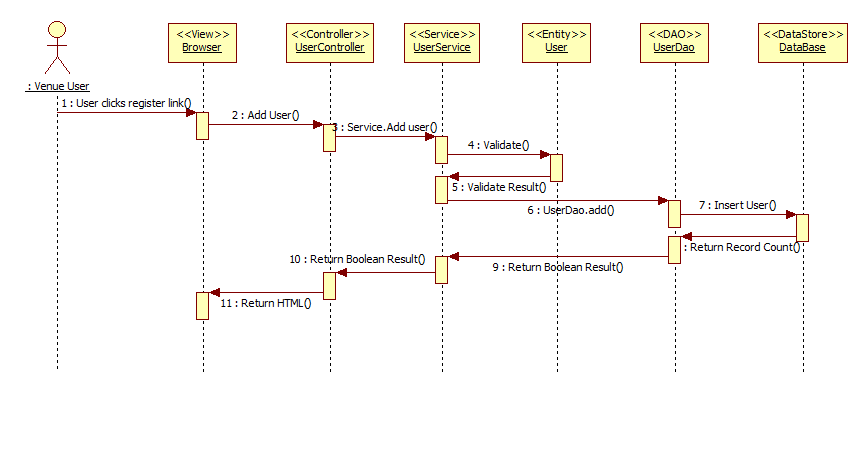 <<View>>
Browser
<<Controller>>
UserController
<<Service>>
UserService
<<Entity>>
User
<<DAO>>
UserDao
<<DataStore>>
DataBase
: Venue User
1 : User clicks register link()
2 : Add User()
3 : Service.Add user()
4 : Validate()
5 : Validate Result()
6 : UserDao.add()
7 : Insert User()
: Return Record Count()
9 : Return Boolean Result()
10 : Return Boolean Result()
11 : Return HTML()